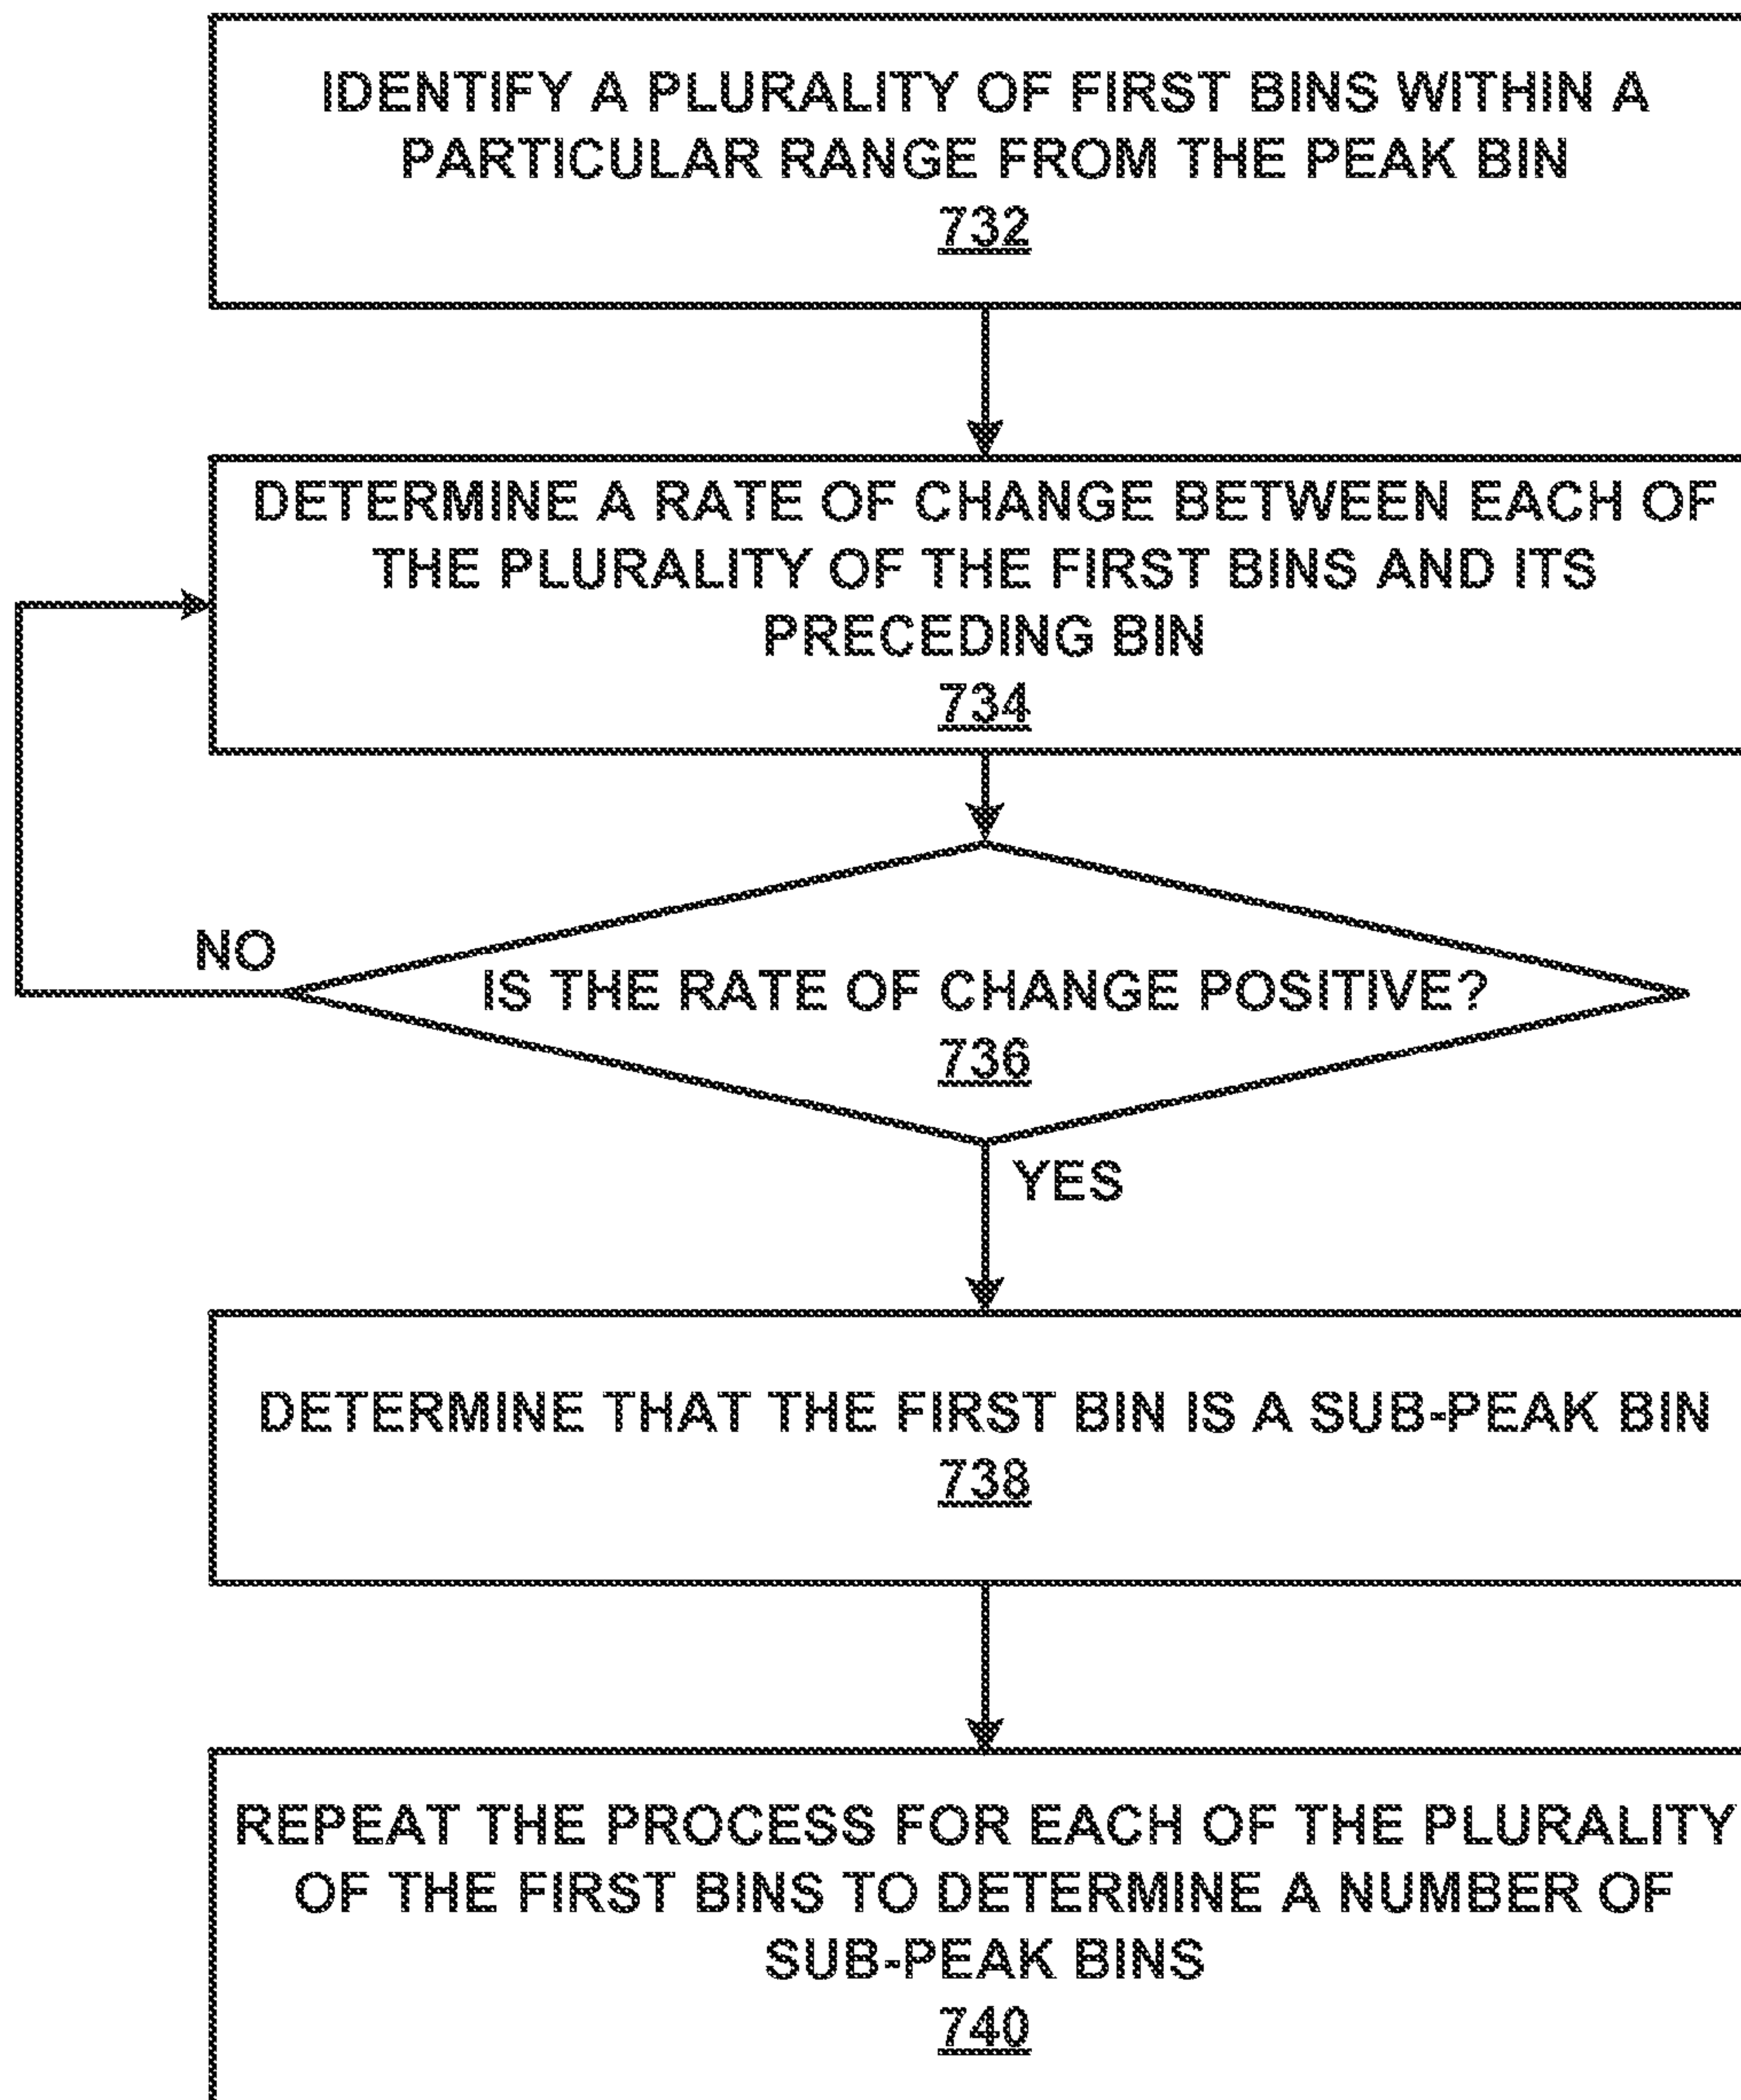 IDENTIFY A PLURALITY OF FIRST BINS WITHIN A
PARTICULAR RANGE FROM THE PEAK BIN
732
DETERMINE A RATE OF CHANGE BETWEEN EACH OF
THE PLURALITY OF THE FIRST BINS AND ITS
PRECEDING BIN
734
NO
IS THE RATE OF CHANGE POSITIVE?
736
YES
DETERMINE THAT THE FIRST BIN IS A SUB-PEAK BIN
738
REPEAT THE PROCESS FOR EACH OF THE PLURALITY
OF THE FIRST BINS TO DETERMINE A NUMBER OF
SUB-PEAK BINS
740